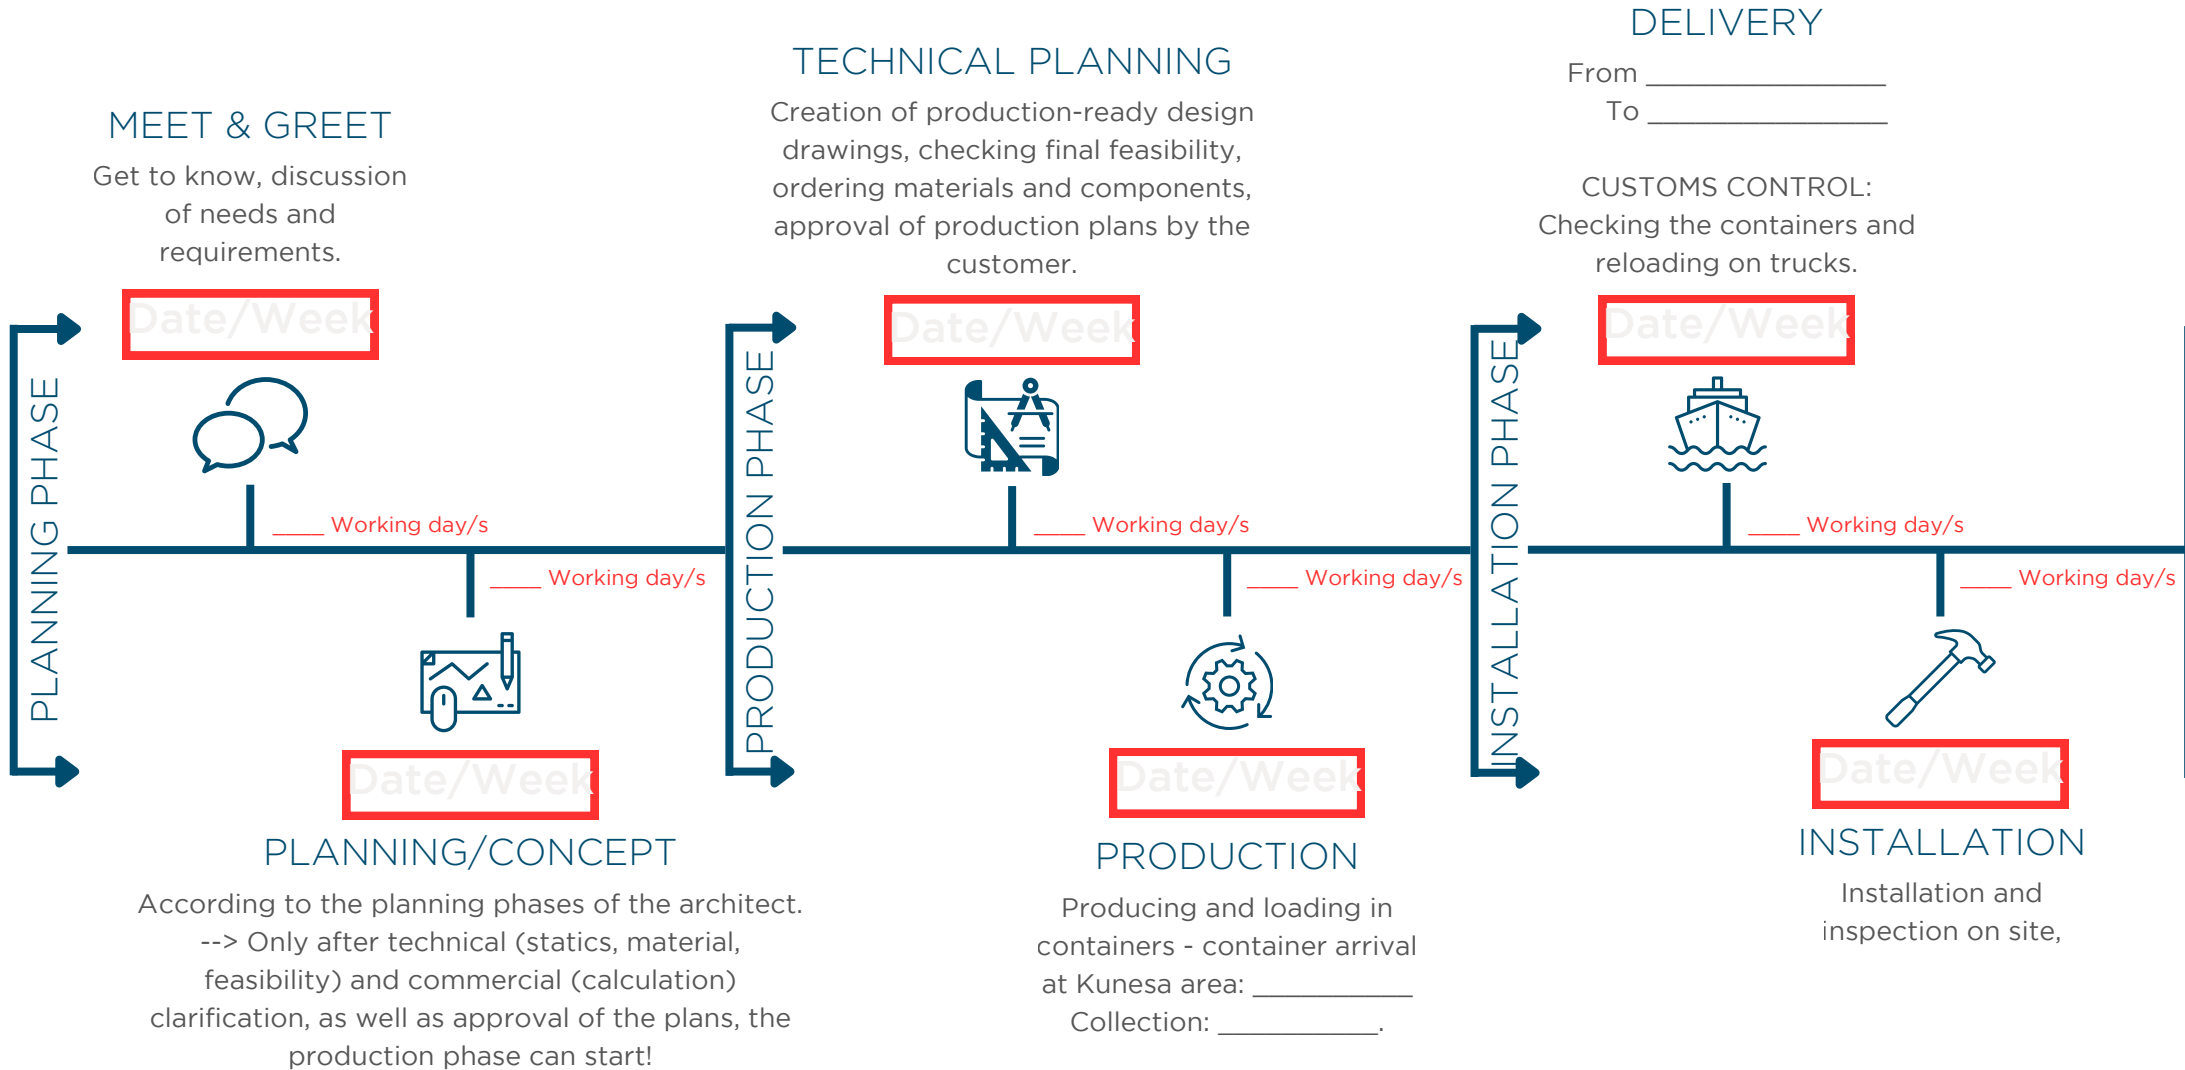 PLANNING PHASE
MEET & GREET
Get to know, discussion
of needs and
requirements.
Date/Week
____ Working day/s
____ Working day/s
Date/Week
PLANNING/CONCEPT
According to the planning phases of the architect.
--> Only after technical (statics, material,
feasibility) and commercial (calculation)
clarification, as well as approval of the plans, the
production phase can start!
PRODUCTION PHASE
TECHNICAL PLANNING
Creation of production-ready design
drawings, checking final feasibility,
ordering materials and components,
approval of production plans by the
customer.
Date/Week
____ Working day/s
____ Working day/s
Date/Week
PRODUCTION
Producing and loading in
containers - container arrival
at Kunesa area: __________
Collection: __________.
INSTALLATION PHASE
DELIVERY
From _______________
To _______________
CUSTOMS CONTROL:
Checking the containers and
reloading on trucks.
Date/Week
____ Working day/s
____ Working day/s
Date/Week
INSTALLATION
Installation and
inspection on site,